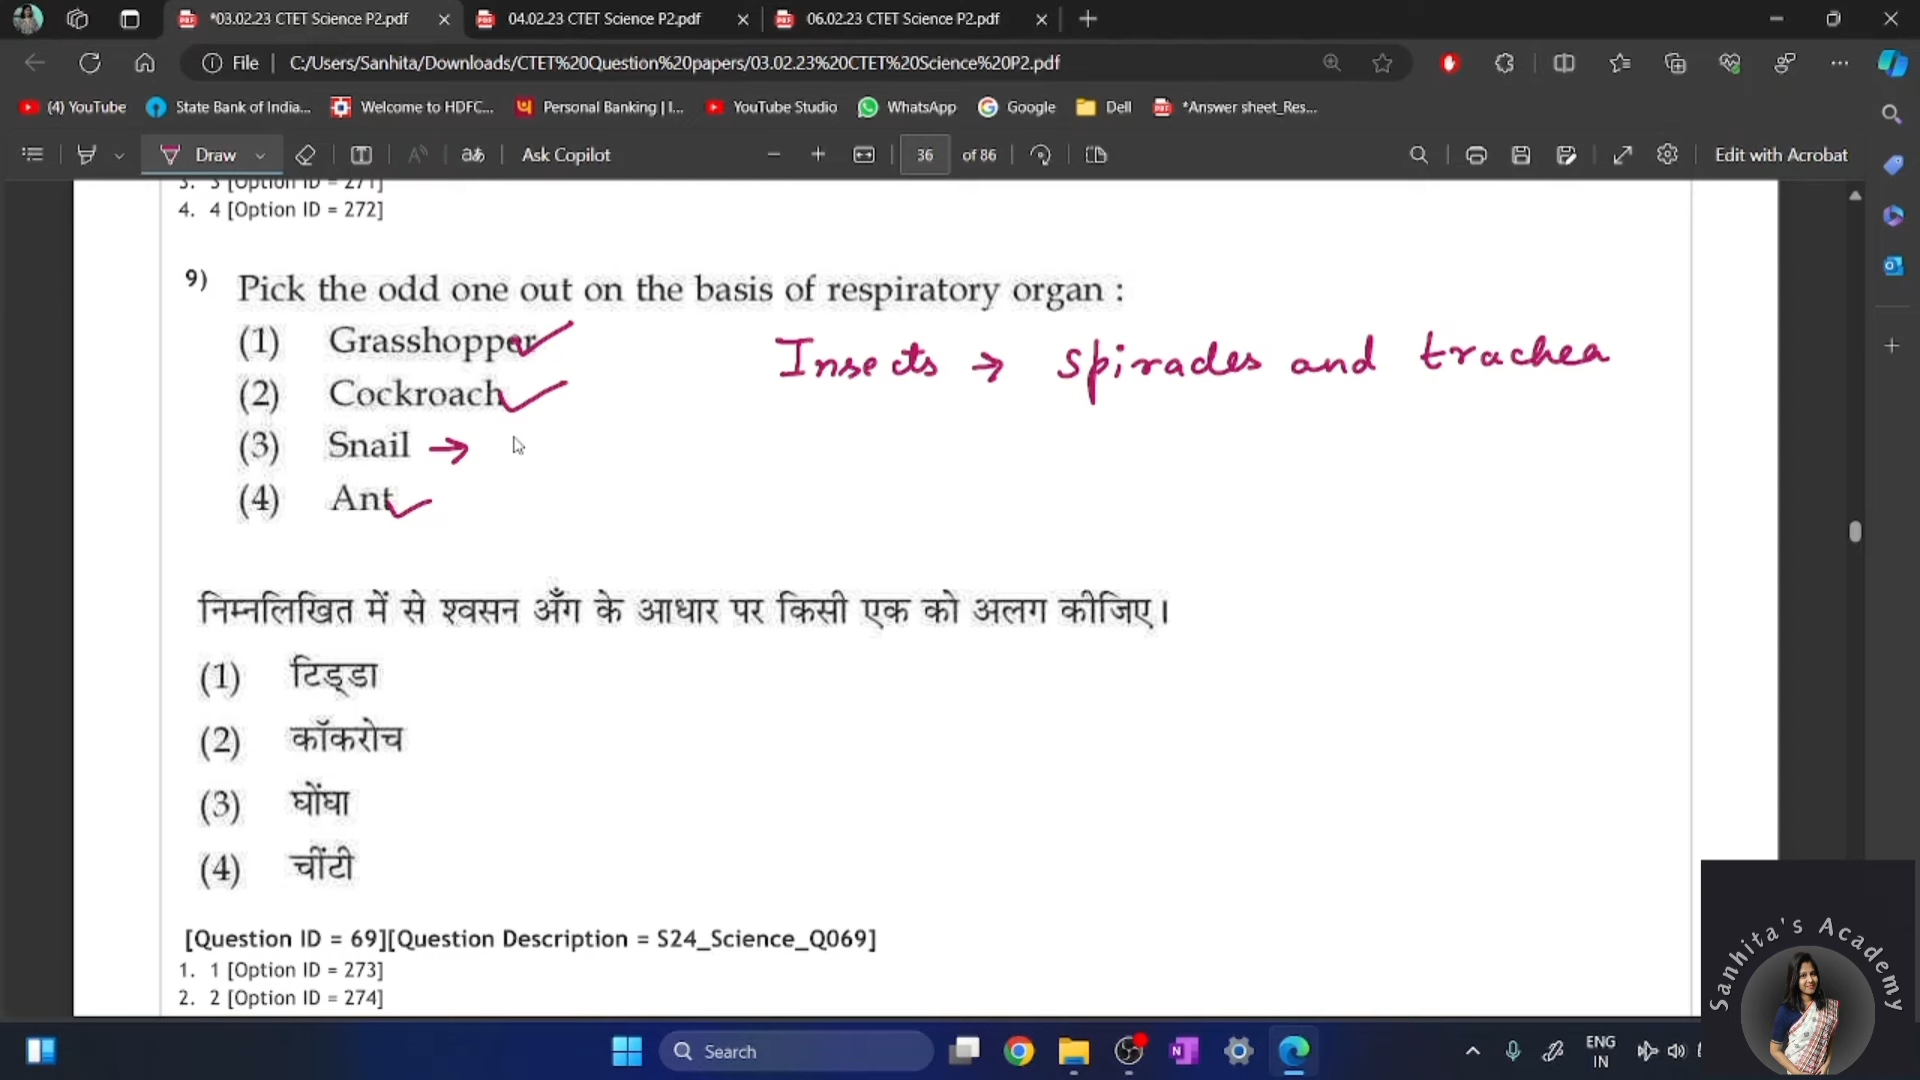 *03.02.23 CTET Science P2.pdf
04.02.23 CTET Science P2.pdf
06.02.23 CTET Science P2.pdf
File
C:/Users/Sanhita/Downloads/CTET%20Question%20papers/03.02.23%20CTET%20Science%20P2.pdf
(4) YouTube
State Bank of India...
Welcome to HDFC...
Personal Banking | I...
YouTube Studio
WhatsApp
Google
Dell
*Answer sheet_Res...
Draw
Ask Copilot
36 of 86
Edit with Acrobat
3. 3 [Option ID = 271]
4. 4 [Option ID = 272]
9) Pick the odd one out on the basis of respiratory organ :
(1) Grasshopper
Insects → spirades and trachea
(2) Cockroach
(3) Snail →
(4) Ant
निम्नलिखित में से श्वसन अँग के आधार पर किसी एक को अलग कीजिए।
(1) टिड्डा
(2) कॉकरोच
(3) घोंघा
(4) चींटी
[Question ID = 69][Question Description = S24_Science_Q069]
1. 1 [Option ID = 273]
2. 2 [Option ID = 274]
Sanhita's Academy
Search
ENG
IN